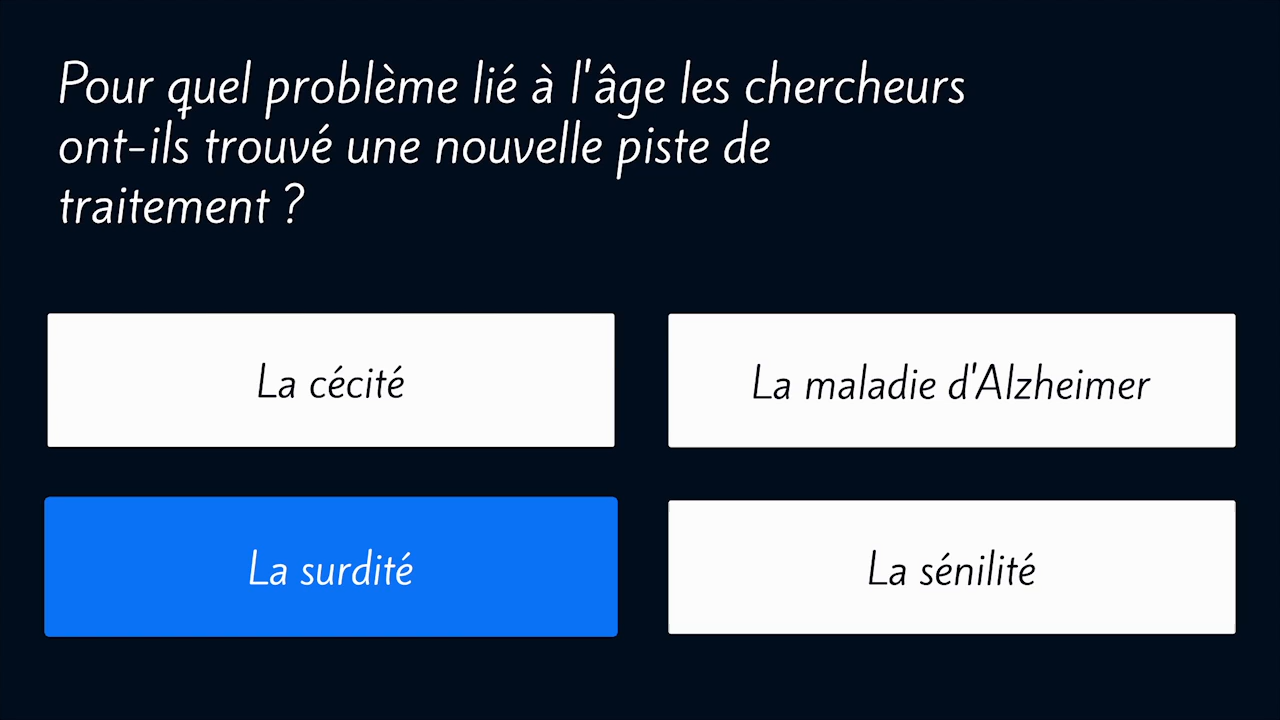 Pour quel problème lié à l'âge les chercheurs
ont-ils trouvé une nouvelle piste de
traitement ?
La cécité
La maladie d'Alzheimer
La surdité
La sénilité